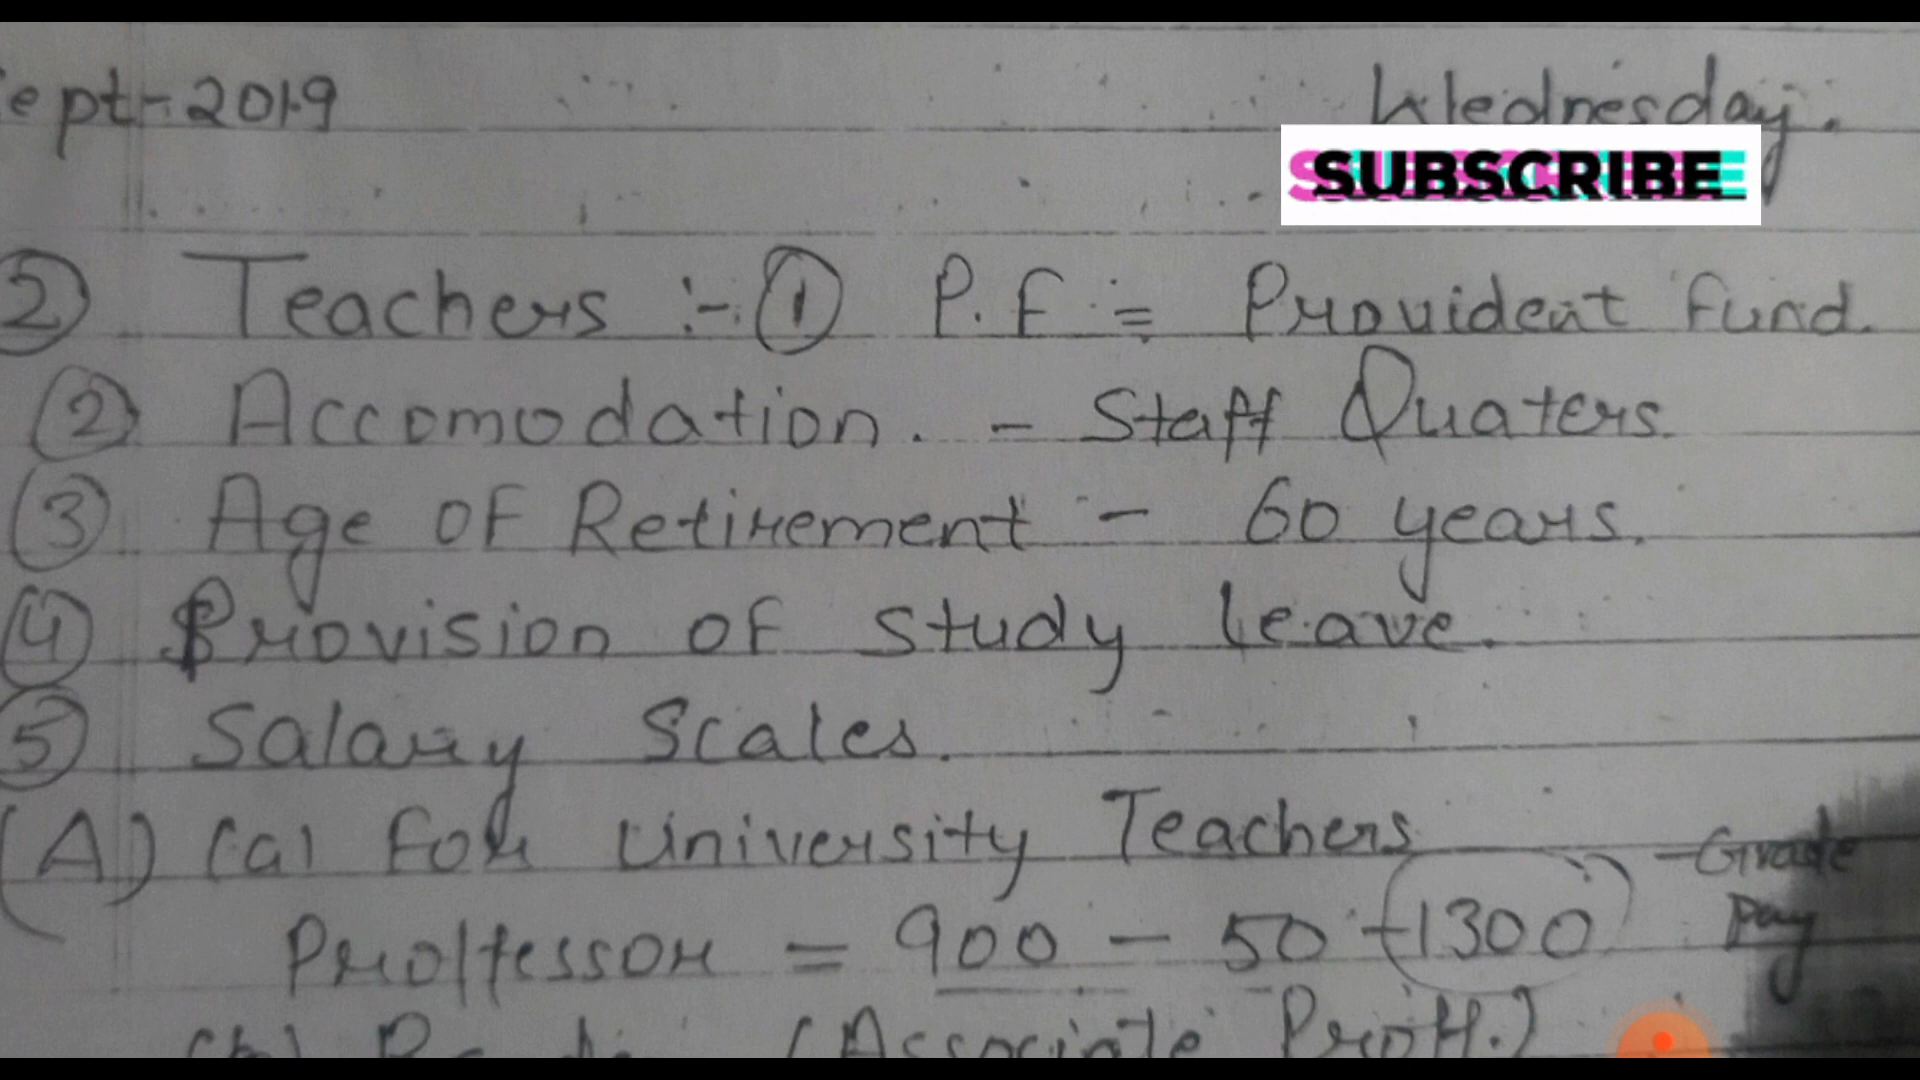 ept-2019 Wednesday.
SUBSCRIBE
② Teachers :- ① P.F = Provident Fund.
② Accomodation. - Staff Quaters.
③ Age of Retirement - 60 years.
④ Provision of study leave.
⑤ Salary Scales.
(A) (a) For University Teachers
Proffessor = 900 - 50 - 1300 - Grade Pay
(Associate Proff.)